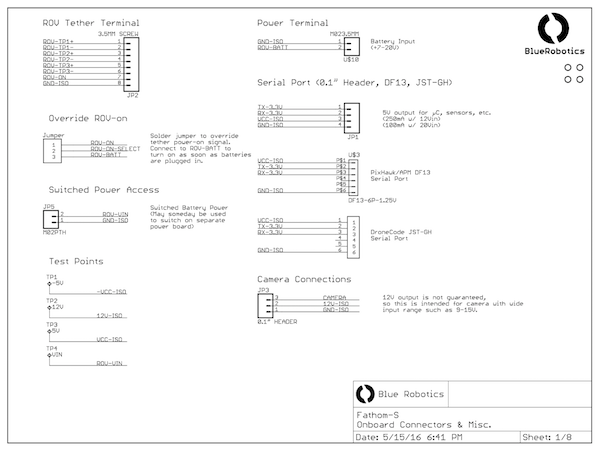 ROV Tether Terminal
3.5MM SCREW
ROV-TP1+ 1
ROV-TP1- 2
ROV-TP2+ 3
ROV-TP2- 4
ROV-TP3+ 5
ROV-TP3- 6
ROV-ON 7
GND-ISO 8
JP2
Power Terminal
M023.5MM
GND-ISO 1
ROV-BATT 2
U$10
Battery Input
(+7-20V)
BlueRobotics
Serial Port (0.1" Header, DF13, JST-GH)
TX-3.3V 1
RX-3.3V 2
VCC-ISO 3
GND-ISO 4
JP1
5V output for µC, sensors, etc.
(250mA w/ 12Vin)
(100mA w/ 20Vin)
Override ROV-on
Jumper
1 ROV-ON
2 ROV-ON-SELECT
3 ROV-BATT
Solder jumper to override
tether power-on signal.
Connect to ROV-BATT to
turn on as soon as batteries
are plugged in.
U$3
VCC-ISO P$1
TX-3.3V P$2
RX-3.3V P$3
P$4
P$5
GND-ISO P$6
DF13-6P-1.25V
PixHawk/APM DF13
Serial Port
Switched Power Access
JP5
2 ROV-VIN
1 GND-ISO
M02PTH
Switched Battery Power
(May someday be used
to switch on separate
power board)
VCC-ISO 1 1
TX-3.3V 2 2
RX-3.3V 3 3
4 4
5 5
GND-ISO 6 6
DroneCode JST-GH
Serial Port
Test Points
TP1
-5V
-VCC-ISO
TP2
12V
12V-ISO
TP3
5V
VCC-ISO
TP4
VIN
ROV-VIN
Camera Connections
JP3
3 CAMERA
2 12V-ISO
1 GND-ISO
0.1" HEADER
12V output is not guaranteed,
so this is intended for camera with wide
input range such as 9-15V.
Blue Robotics
Fathom-S
Onboard Connectors & Misc.
Date: 5/15/16 6:41 PM
Sheet: 1/8